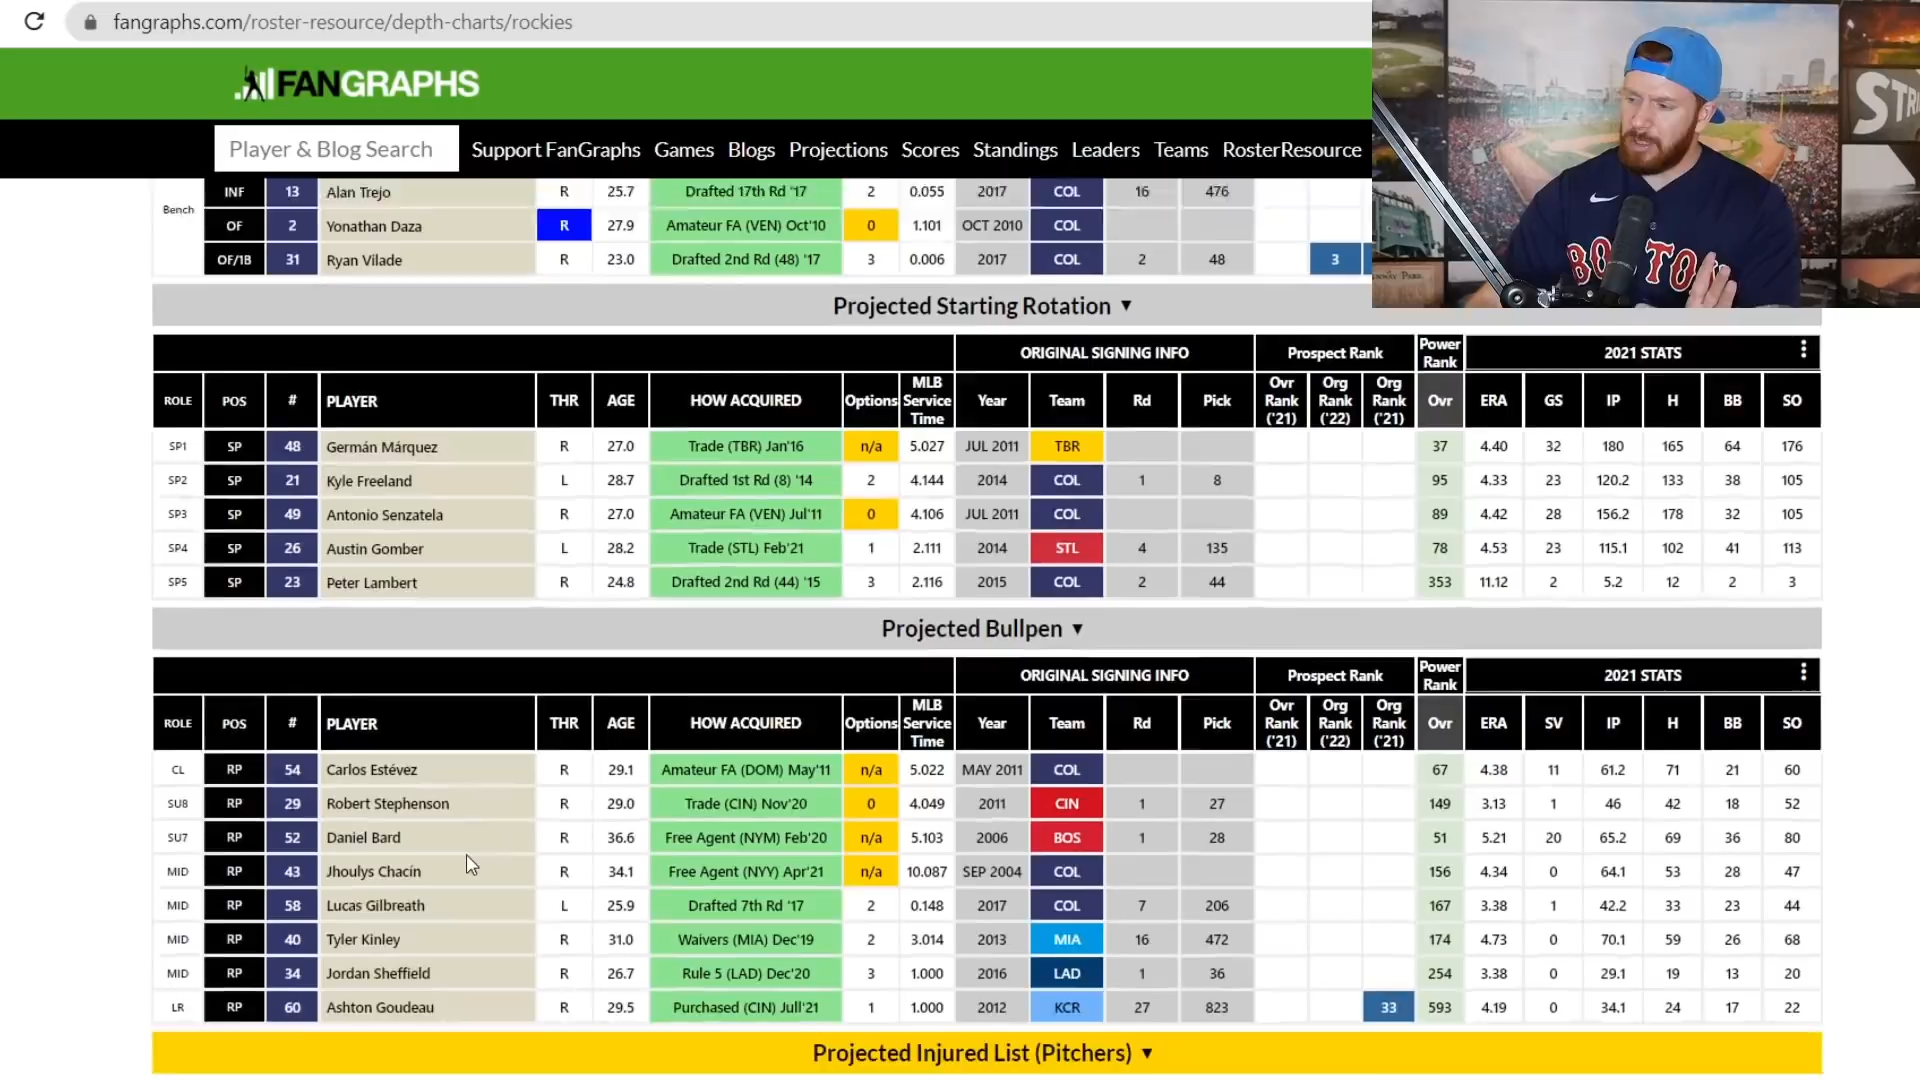 fangraphs.com/roster-resource/depth-charts/rockies
FANGRAPHS
Player & Blog Search Support FanGraphs Games Blogs Projections Scores Standings Leaders Teams RosterResource
Bench
INF 13 Alan Trejo R 25.7 Drafted 17th Rd '17 2 0.055 2017 COL 16 476
OF 2 Yonathan Daza R 27.9 Amateur FA (VEN) Oct'10 0 1.101 OCT 2010 COL
OF/1B 31 Ryan Vilade R 23.0 Drafted 2nd Rd (48) '17 3 0.006 2017 COL 2 48 3
BOSTON
STR
Projected Starting Rotation ▼
ORIGINAL SIGNING INFO Prospect Rank Power Rank 2021 STATS
ROLE POS # PLAYER THR AGE HOW ACQUIRED Options MLB Service Time Year Team Rd Pick Ovr Rank ('21) Org Rank ('22) Org Rank ('21) Ovr ERA GS IP H BB SO
SP1 SP 48 Germán Márquez R 27.0 Trade (TBR) Jan'16 n/a 5.027 JUL 2011 TBR 37 4.40 32 180 165 64 176
SP2 SP 21 Kyle Freeland L 28.7 Drafted 1st Rd (8) '14 2 4.144 2014 COL 1 8 95 4.33 23 120.2 133 38 105
SP3 SP 49 Antonio Senzatela R 27.0 Amateur FA (VEN) Jul'11 0 4.106 JUL 2011 COL 89 4.42 28 156.2 178 32 105
SP4 SP 26 Austin Gomber L 28.2 Trade (STL) Feb'21 1 2.111 2014 STL 4 135 78 4.53 23 115.1 102 41 113
SP5 SP 23 Peter Lambert R 24.8 Drafted 2nd Rd (44) '15 3 2.116 2015 COL 2 44 353 11.12 2 5.2 12 2 3
Projected Bullpen ▼
ORIGINAL SIGNING INFO Prospect Rank Power Rank 2021 STATS
ROLE POS # PLAYER THR AGE HOW ACQUIRED Options MLB Service Time Year Team Rd Pick Ovr Rank ('21) Org Rank ('22) Org Rank ('21) Ovr ERA SV IP H BB SO
CL RP 54 Carlos Estévez R 29.1 Amateur FA (DOM) May'11 n/a 5.022 MAY 2011 COL 67 4.38 11 61.2 71 21 60
SU8 RP 29 Robert Stephenson R 29.0 Trade (CIN) Nov'20 0 4.049 2011 CIN 1 27 149 3.13 1 46 42 18 52
SU7 RP 52 Daniel Bard R 36.6 Free Agent (NYM) Feb'20 n/a 5.103 2006 BOS 1 28 51 5.21 20 65.2 69 36 80
MID RP 43 Jhoulys Chacín R 34.1 Free Agent (NYY) Apr'21 n/a 10.087 SEP 2004 COL 156 4.34 0 64.1 53 28 47
MID RP 58 Lucas Gilbreath L 25.9 Drafted 7th Rd '17 2 0.148 2017 COL 7 206 167 3.38 1 42.2 33 23 44
MID RP 40 Tyler Kinley R 31.0 Waivers (MIA) Dec'19 2 3.014 2013 MIA 16 472 174 4.73 0 70.1 59 26 68
MID RP 34 Jordan Sheffield R 26.7 Rule 5 (LAD) Dec'20 3 1.000 2016 LAD 1 36 254 3.38 0 29.1 19 13 20
LR RP 60 Ashton Goudeau R 29.5 Purchased (CIN) Jull'21 1 1.000 2012 KCR 27 823 33 593 4.19 0 34.1 24 17 22
Projected Injured List (Pitchers) ▼